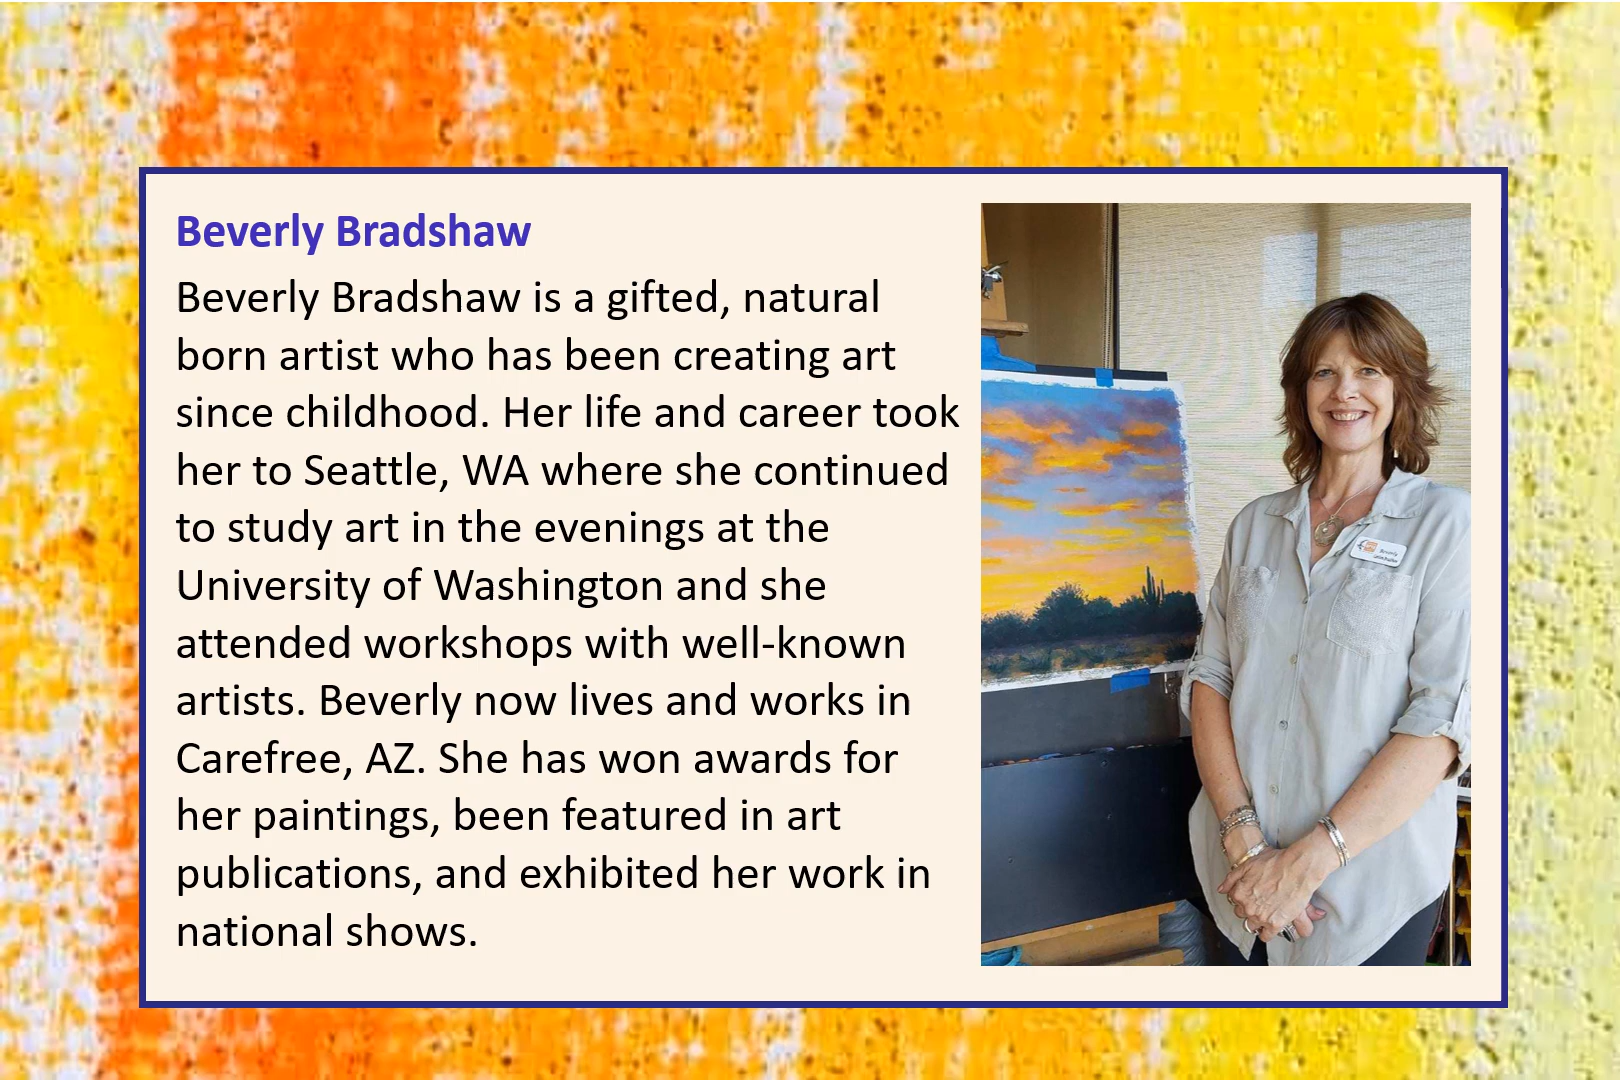 Beverly Bradshaw
Beverly Bradshaw is a gifted, natural
born artist who has been creating art
since childhood. Her life and career took
her to Seattle, WA where she continued
to study art in the evenings at the
University of Washington and she
attended workshops with well-known
artists. Beverly now lives and works in
Carefree, AZ. She has won awards for
her paintings, been featured in art
publications, and exhibited her work in
national shows.
Beverly